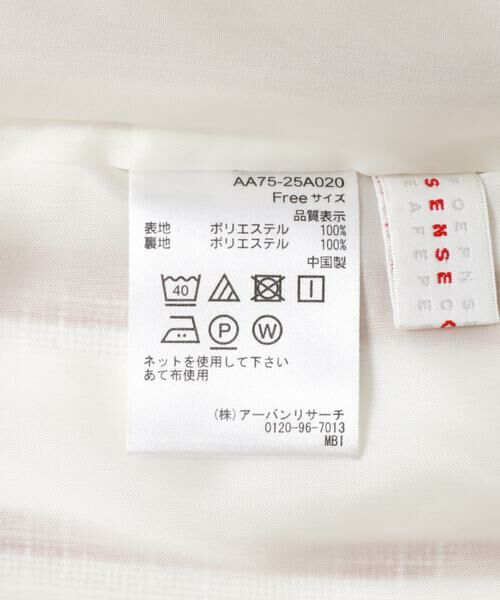 AA75-25A020
Freeサイズ
品質表示
表地 ポリエステル 100%
裏地 ポリエステル 100%
中国製
40
P W
ネットを使用して下さい
あて布使用
(株)アーバンリサーチ
0120-96-7013
MBI
SENSE